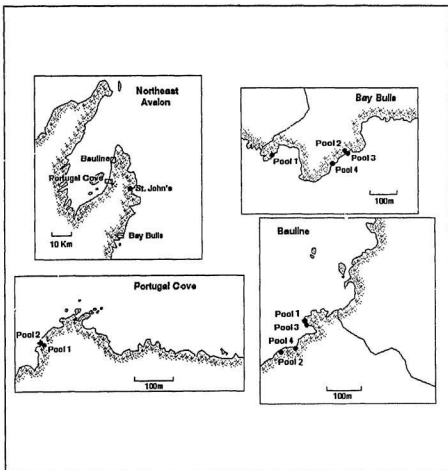 Northeast
Avalon
Bauline
Portugal Cove
St. John's
Bay Bulls
10 Km
Bay Bulls
Pool 1
Pool 2
Pool 3
Pool 4
100m
Portugal Cove
Pool 2
Pool 1
100m
Bauline
Pool 1
Pool 3
Pool 4
Pool 2
100m